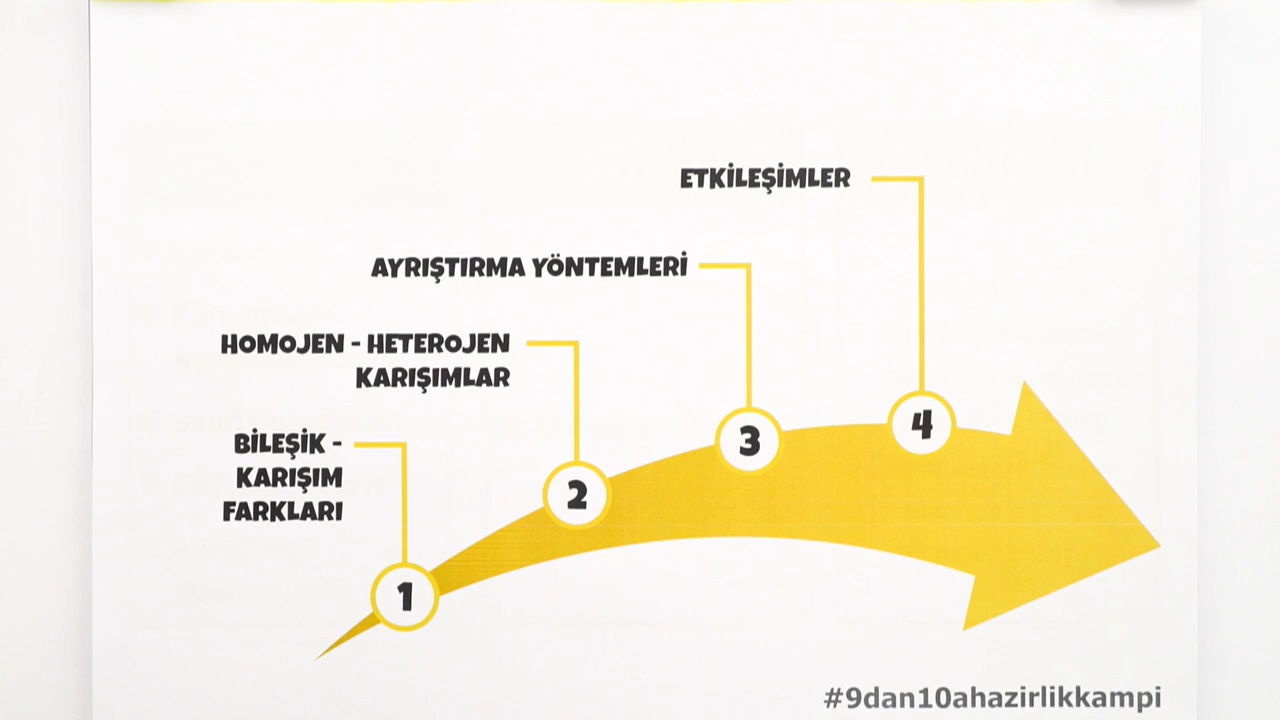 ETKİLEŞİMLER
AYRIŞTIRMA YÖNTEMLERİ
HOMOJEN - HETEROJEN
KARIŞIMLAR
BİLEŞİK -
KARIŞIM
FARKLARI
4
3
2
1
#9dan10ahazirlikkampi